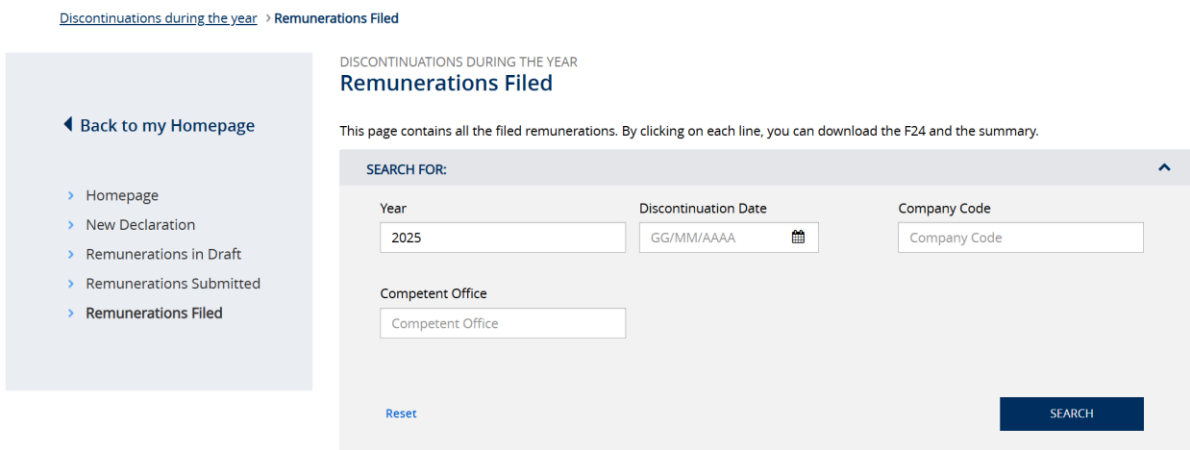 Discontinuations during the year > Remunerations Filed
Back to my Homepage
Homepage
New Declaration
Remunerations in Draft
Remunerations Submitted
Remunerations Filed
DISCONTINUATIONS DURING THE YEAR
Remunerations Filed
This page contains all the filed remunerations. By clicking on each line, you can download the F24 and the summary.
SEARCH FOR:
Year Discontinuation Date Company Code
2025 GG/MM/AAAA Company Code
Competent Office
Competent Office
Reset SEARCH